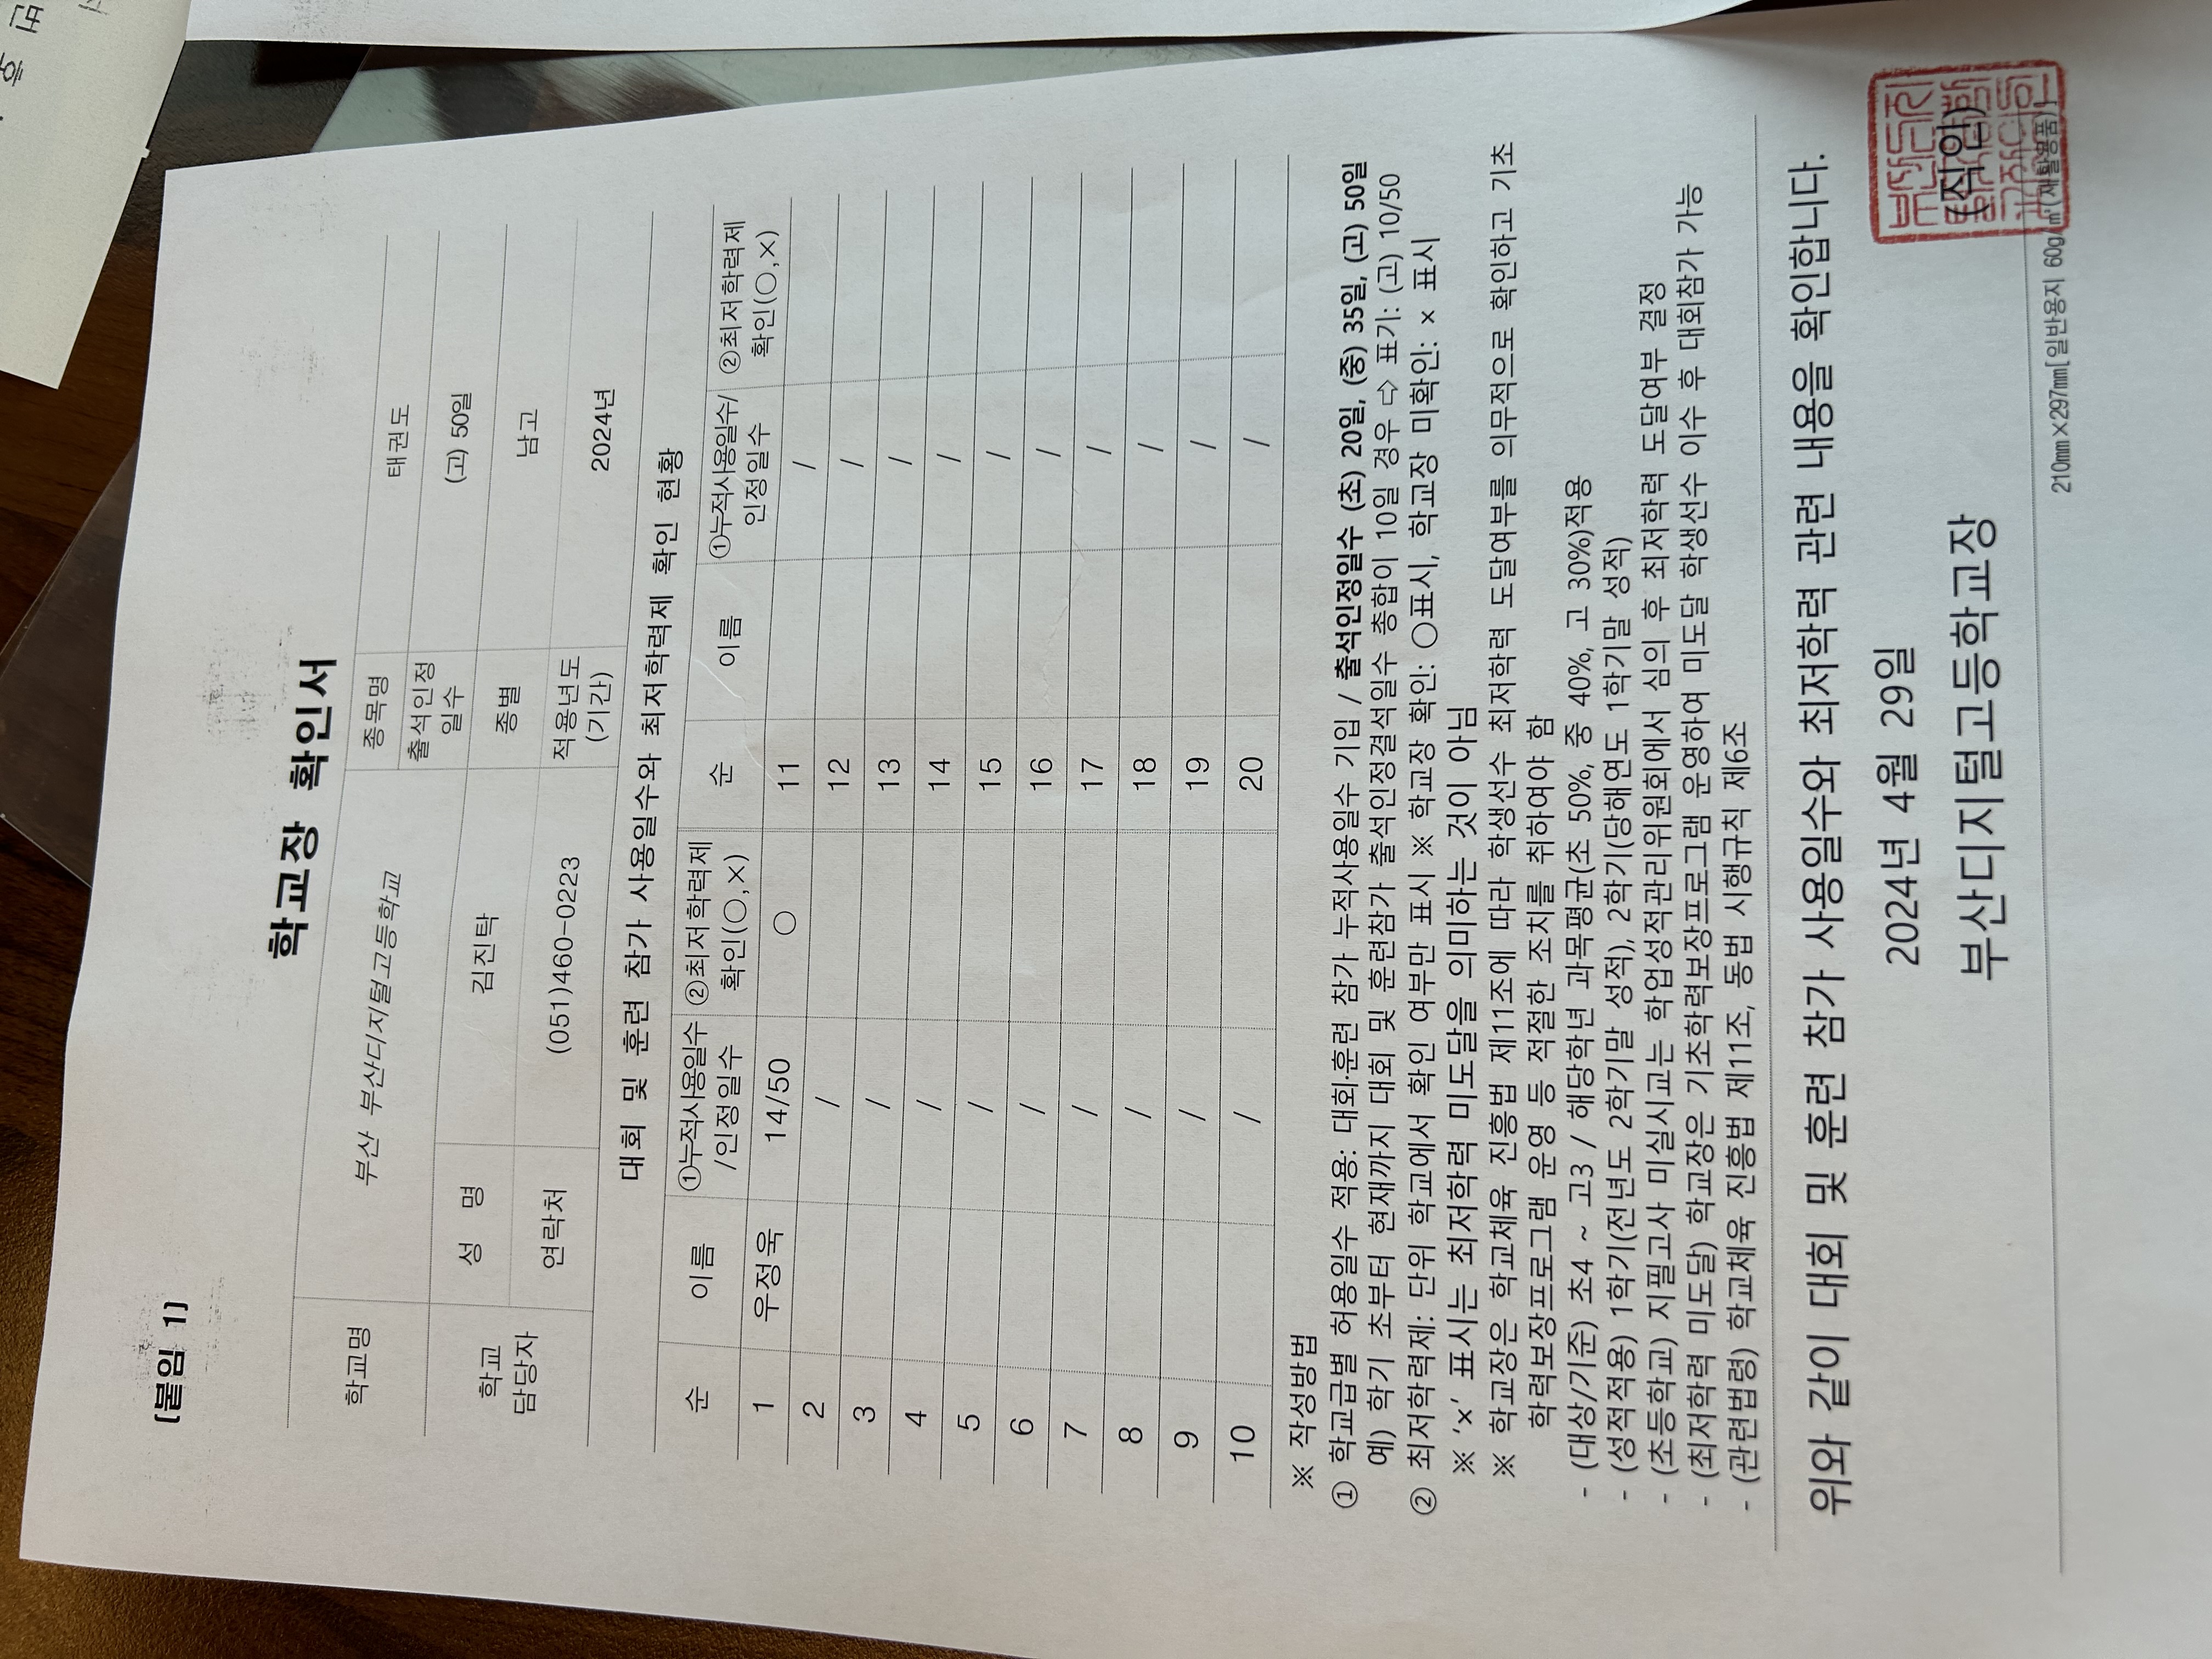 [붙임 1]
학교장 확인서
학교명 부산 부산디지털고등학교 종목명 태권도
출석인정일수 (고) 50일
학교 담당자 성 명 김진탁 종별 남고
연락처 (051)460-0223 적용년도 (기간) 2024년
대회 및 훈련 참가 사용일수와 최저학력제 확인 현황
순 이름 ①누적사용일수/인정일수 ②최저학력제 확인(○,×) 순 이름 ①누적사용일수/인정일수 ②최저학력제 확인(○,×)
1 우정욱 14/50 ○ 11 /
2 / 12 /
3 / 13 /
4 / 14 /
5 / 15 /
6 / 16 /
7 / 17 /
8 / 18 /
9 / 19 /
10 / 20 /
※ 작성방법
① 학교급별 허용일수 적용: 대회·훈련 참가 누적사용일수 기입 / 출석인정일수 (초) 20일, (중) 35일, (고) 50일
예) 학기 초부터 현재까지 대회 및 훈련참가 출석인정결석일수 총합이 10일 경우 ⇨ 표기: (고) 10/50
② 최저학력제: 단위 학교에서 확인 여부만 표시 ※ 학교장 확인: ○표시, 학교장 미확인: × 표시
※ ‘×’ 표시는 최저학력 미도달을 의미하는 것이 아님
※ 학교장은 학교체육 진흥법 제11조에 따라 학생선수 최저학력 도달여부를 의무적으로 확인하고 기초
학력보장프로그램 운영 등 적절한 조치를 취하여야 함
- (대상/기준) 초4 ~ 고3 / 해당학년 과목평균(초 50%, 중 40%, 고 30%)적용
- (성적적용) 1학기(전년도 2학기말 성적), 2학기(당해연도 1학기말 성적)
- (초등학교) 지필고사 미실시교는 학업성적관리위원회에서 심의 후 최저학력 도달여부 결정
- (최저학력 미도달) 학교장은 기초학력보장프로그램 운영하여 미도달 학생선수 이수 후 대회참가 가능
- (관련법령) 학교체육 진흥법 제11조, 동법 시행규칙 제6조
위와 같이 대회 및 훈련 참가 사용일수와 최저학력 관련 내용을 확인합니다.
2024년 4월 29일
부산디지털고등학교장 (직인)
210㎜×297㎜[일반용지 60g/㎡(재활용품)]